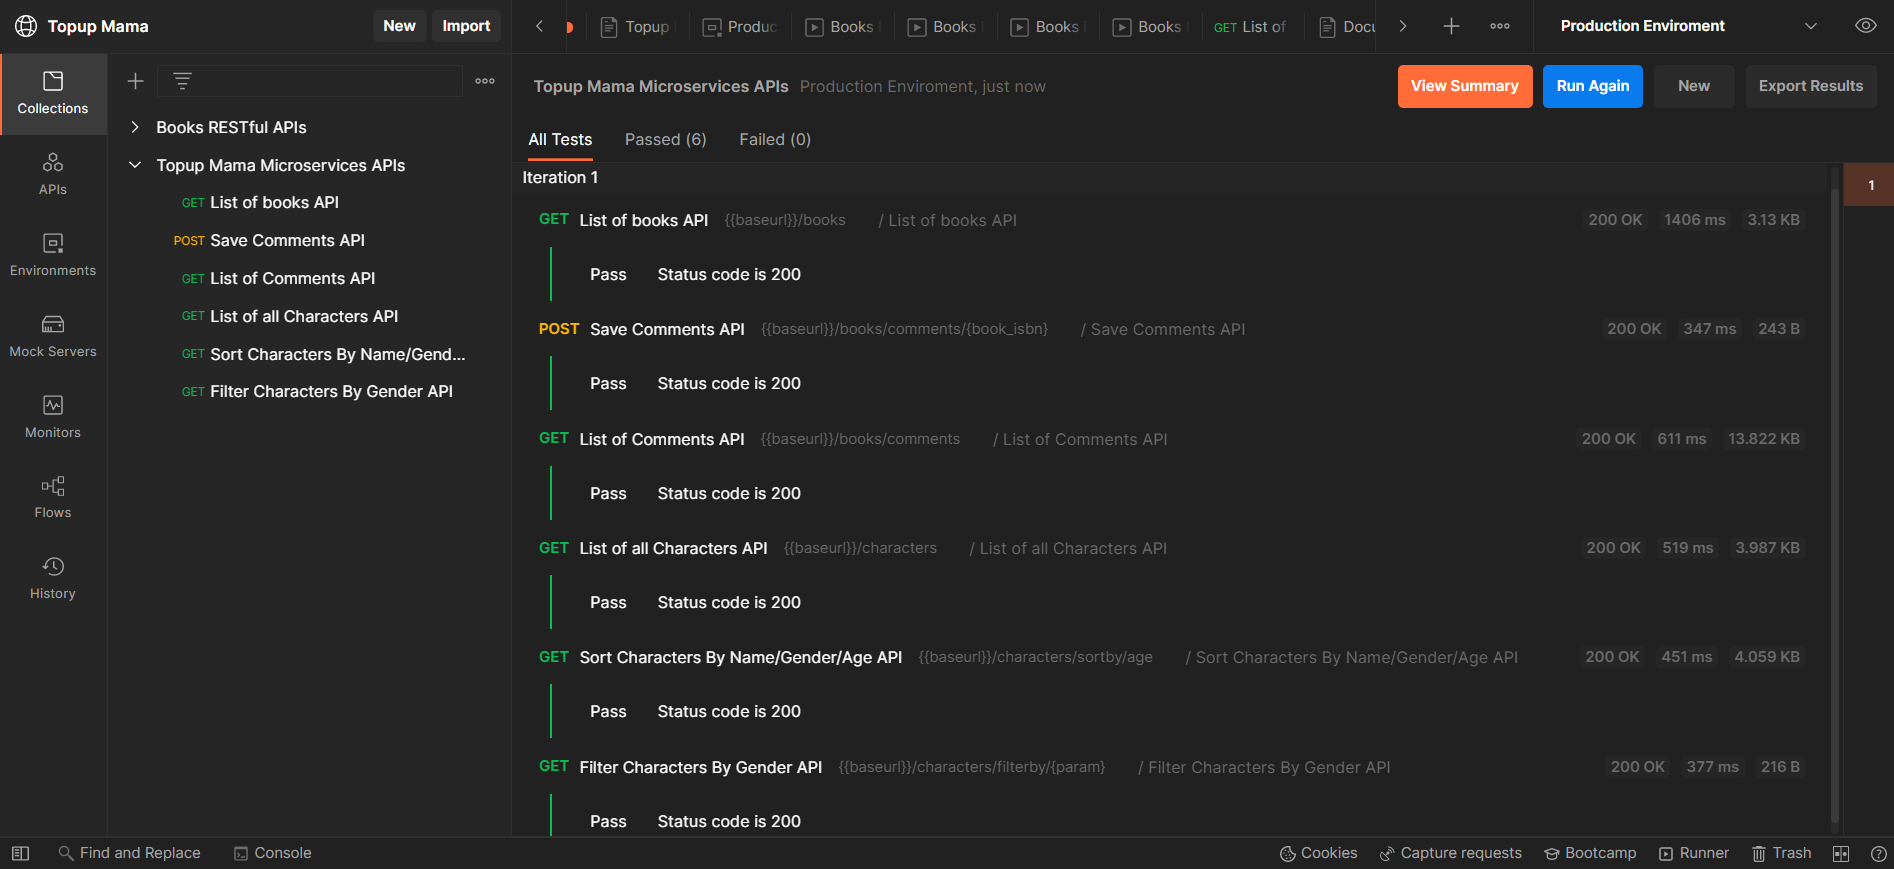 Topup Mama
New
Import
Topup
Produc
Books
Books
Books
Books
GET List of
Docu
Production Enviroment
Collections
APIs
Environments
Mock Servers
Monitors
Flows
History
Books RESTful APIs
Topup Mama Microservices APIs
GET List of books API
POST Save Comments API
GET List of Comments API
GET List of all Characters API
GET Sort Characters By Name/Gend...
GET Filter Characters By Gender API
Topup Mama Microservices APIs Production Enviroment, just now
View Summary
Run Again
New
Export Results
All Tests
Passed (6)
Failed (0)
Iteration 1
1
GET List of books API {{baseurl}}/books / List of books API 200 OK 1406 ms 3.13 KB
Pass Status code is 200
POST Save Comments API {{baseurl}}/books/comments/{book_isbn} / Save Comments API 200 OK 347 ms 243 B
Pass Status code is 200
GET List of Comments API {{baseurl}}/books/comments / List of Comments API 200 OK 611 ms 13.822 KB
Pass Status code is 200
GET List of all Characters API {{baseurl}}/characters / List of all Characters API 200 OK 519 ms 3.987 KB
Pass Status code is 200
GET Sort Characters By Name/Gender/Age API {{baseurl}}/characters/sortby/age / Sort Characters By Name/Gender/Age API 200 OK 451 ms 4.059 KB
Pass Status code is 200
GET Filter Characters By Gender API {{baseurl}}/characters/filterby/{param} / Filter Characters By Gender API 200 OK 377 ms 216 B
Pass Status code is 200
Find and Replace
Console
Cookies
Capture requests
Bootcamp
Runner
Trash